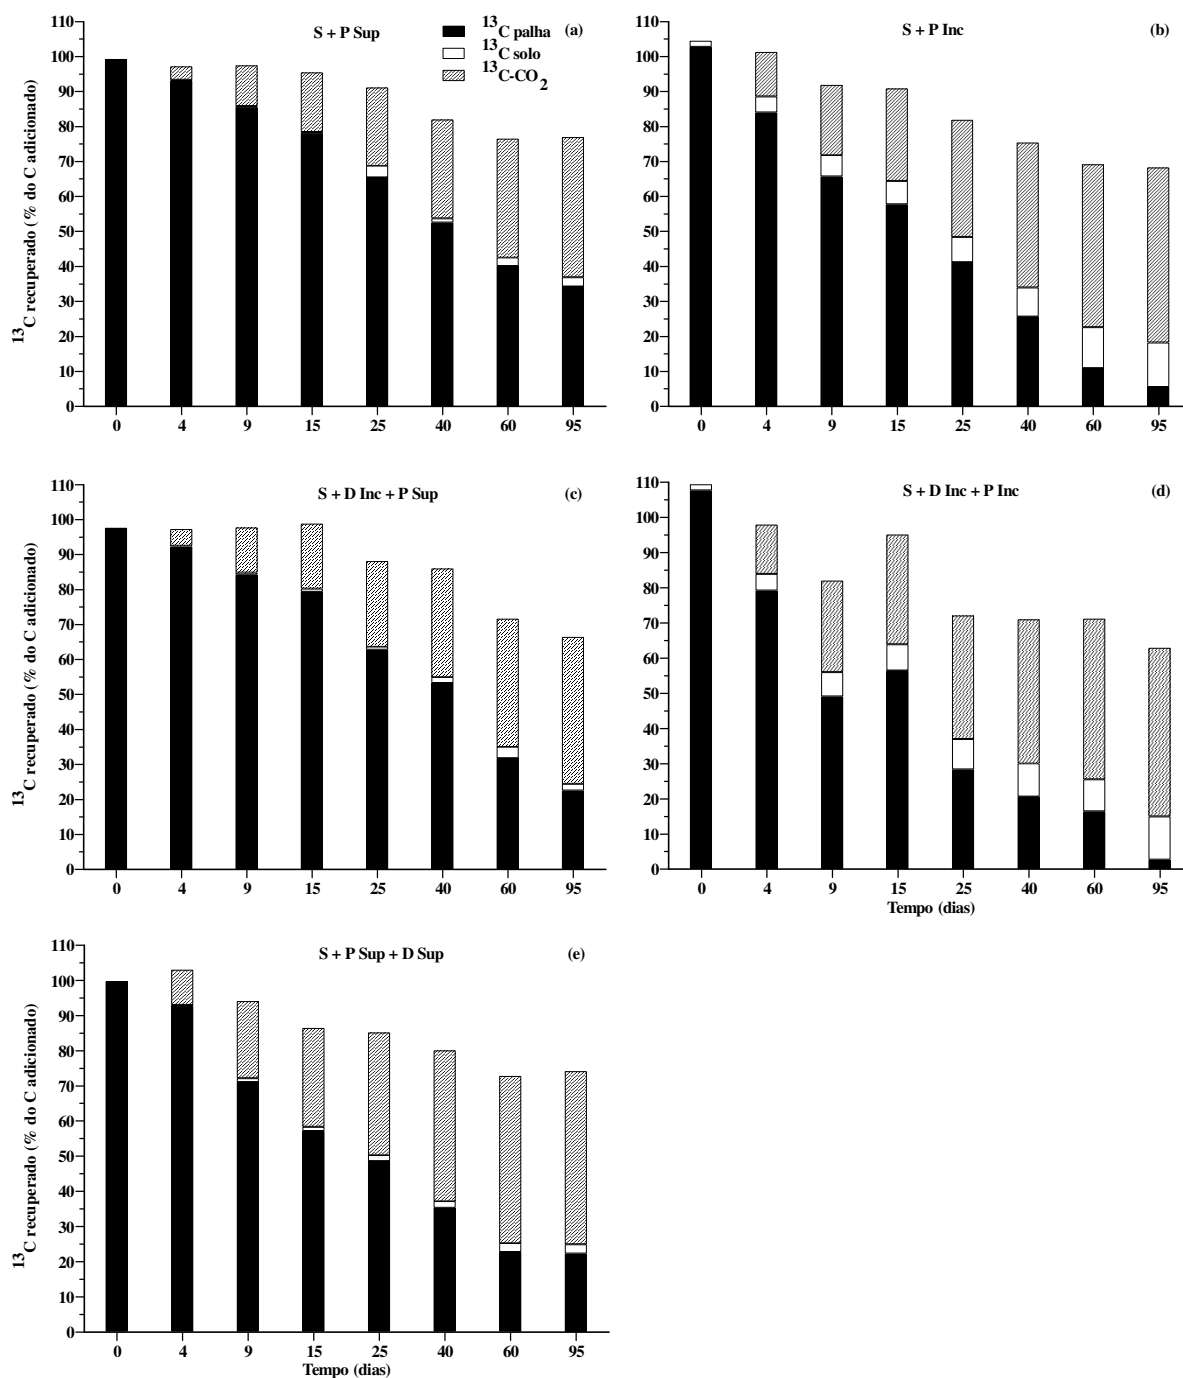 S + P Sup
(a)
¹³C palha
¹³C solo
¹³C-CO₂
¹³C recuperado (% do C adicionado)
110
100
90
80
70
60
50
40
30
20
10
0
0 4 9 15 25 40 60 95
S + P Inc
(b)
110
100
90
80
70
60
50
40
30
20
10
0
0 4 9 15 25 40 60 95
S + D Inc + P Sup
(c)
¹³C recuperado (% do C adicionado)
110
100
90
80
70
60
50
40
30
20
10
0
0 4 9 15 25 40 60 95
S + D Inc + P Inc
(d)
110
100
90
80
70
60
50
40
30
20
10
0
0 4 9 15 25 40 60 95
Tempo (dias)
S + P Sup + D Sup
(e)
¹³C recuperado (% do C adicionado)
110
100
90
80
70
60
50
40
30
20
10
0
0 4 9 15 25 40 60 95
Tempo (dias)